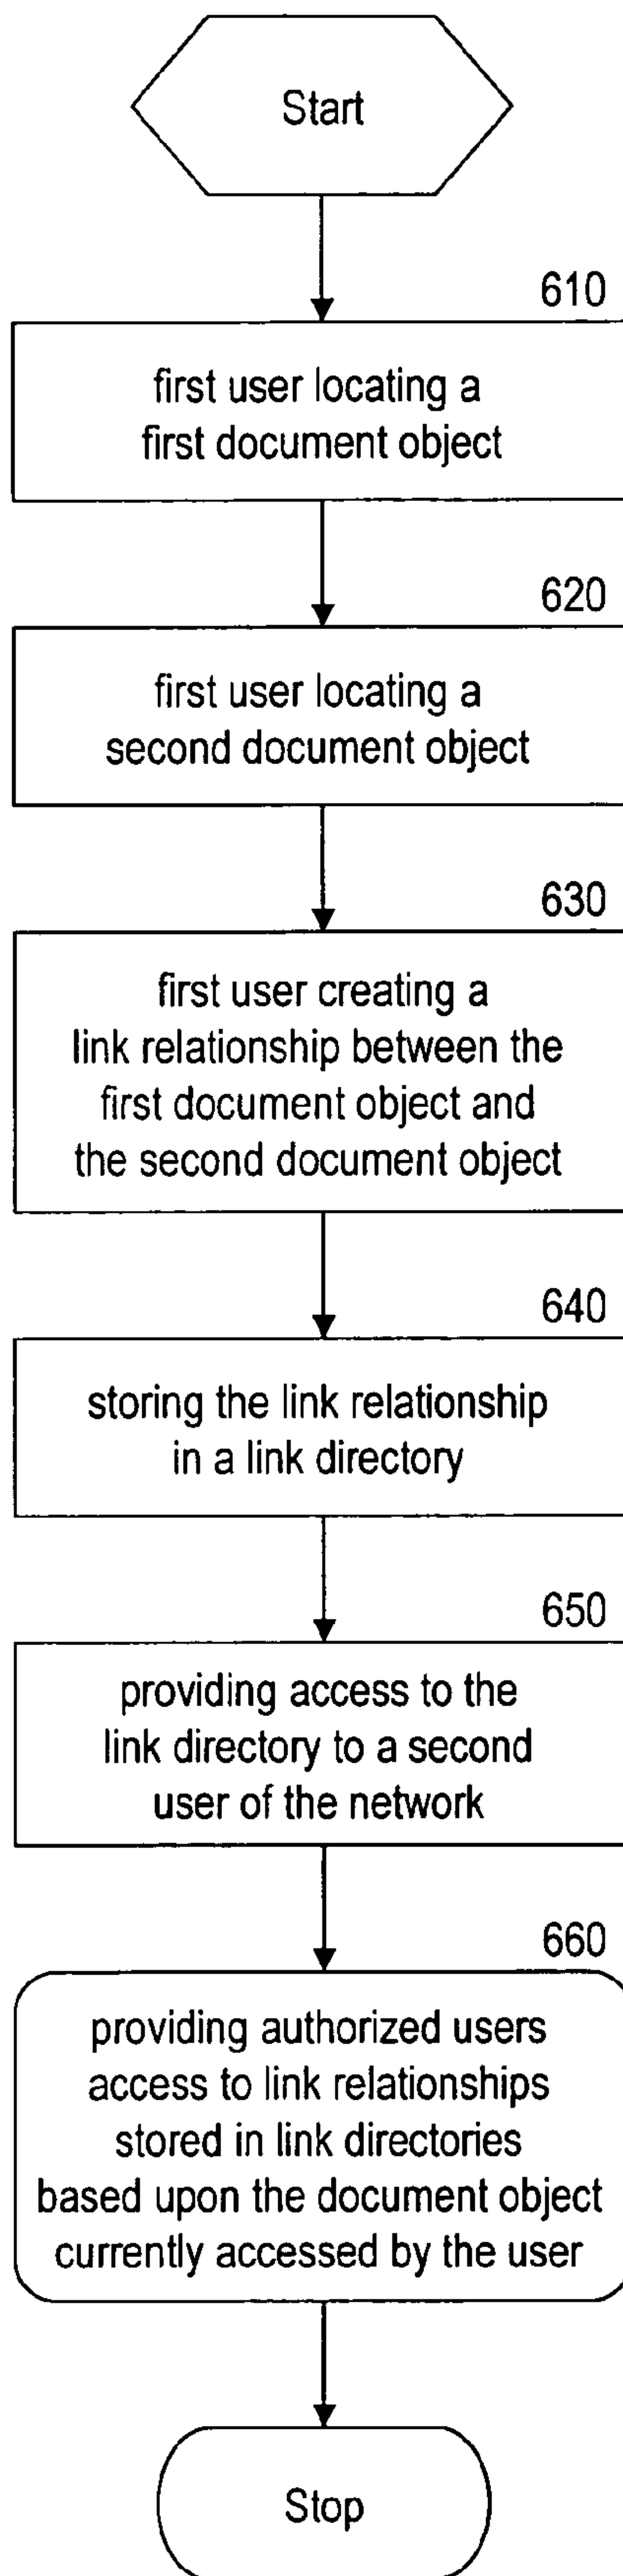 Start
610
first user locating a
first document object
620
first user locating a
second document object
630
first user creating a
link relationship between the
first document object and
the second document object
640
storing the link relationship
in a link directory
650
providing access to the
link directory to a second
user of the network
660
providing authorized users
access to link relationships
stored in link directories
based upon the document object
currently accessed by the user
Stop